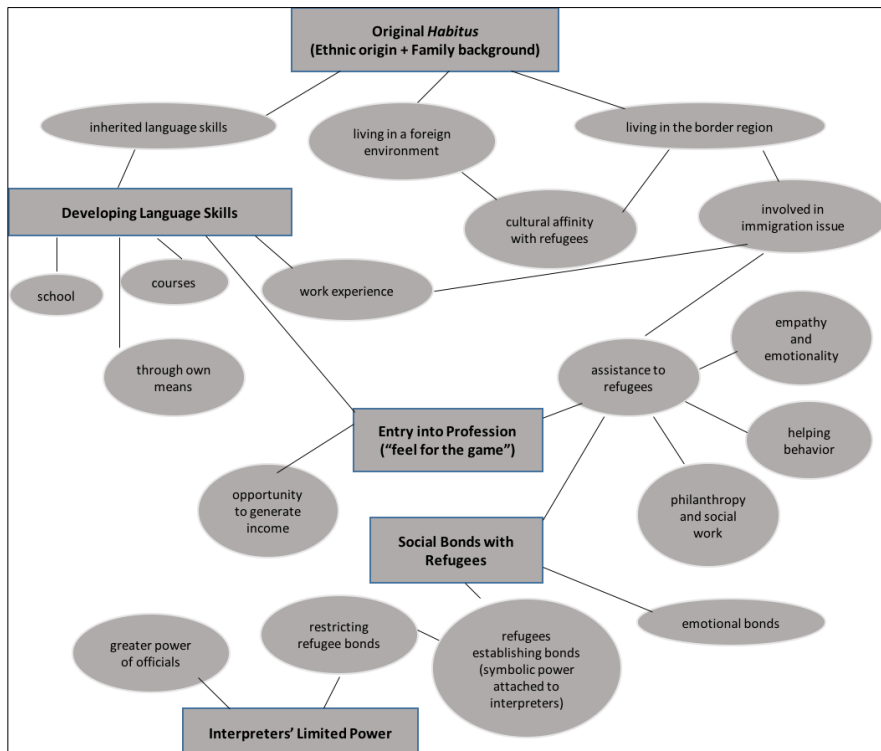 Original Habitus
(Ethnic origin + Family background)
inherited language skills
living in a foreign
environment
living in the border region
Developing Language Skills
cultural affinity
with refugees
involved in
immigration issue
school
courses
work experience
through own
means
assistance to
refugees
empathy
and
emotionality
Entry into Profession
(“feel for the game”)
helping
behavior
opportunity
to generate
income
philanthropy
and social
work
Social Bonds with
Refugees
greater power
of officials
restricting
refugee bonds
refugees
establishing bonds
(symbolic power
attached to
interpreters)
emotional bonds
Interpreters’ Limited Power